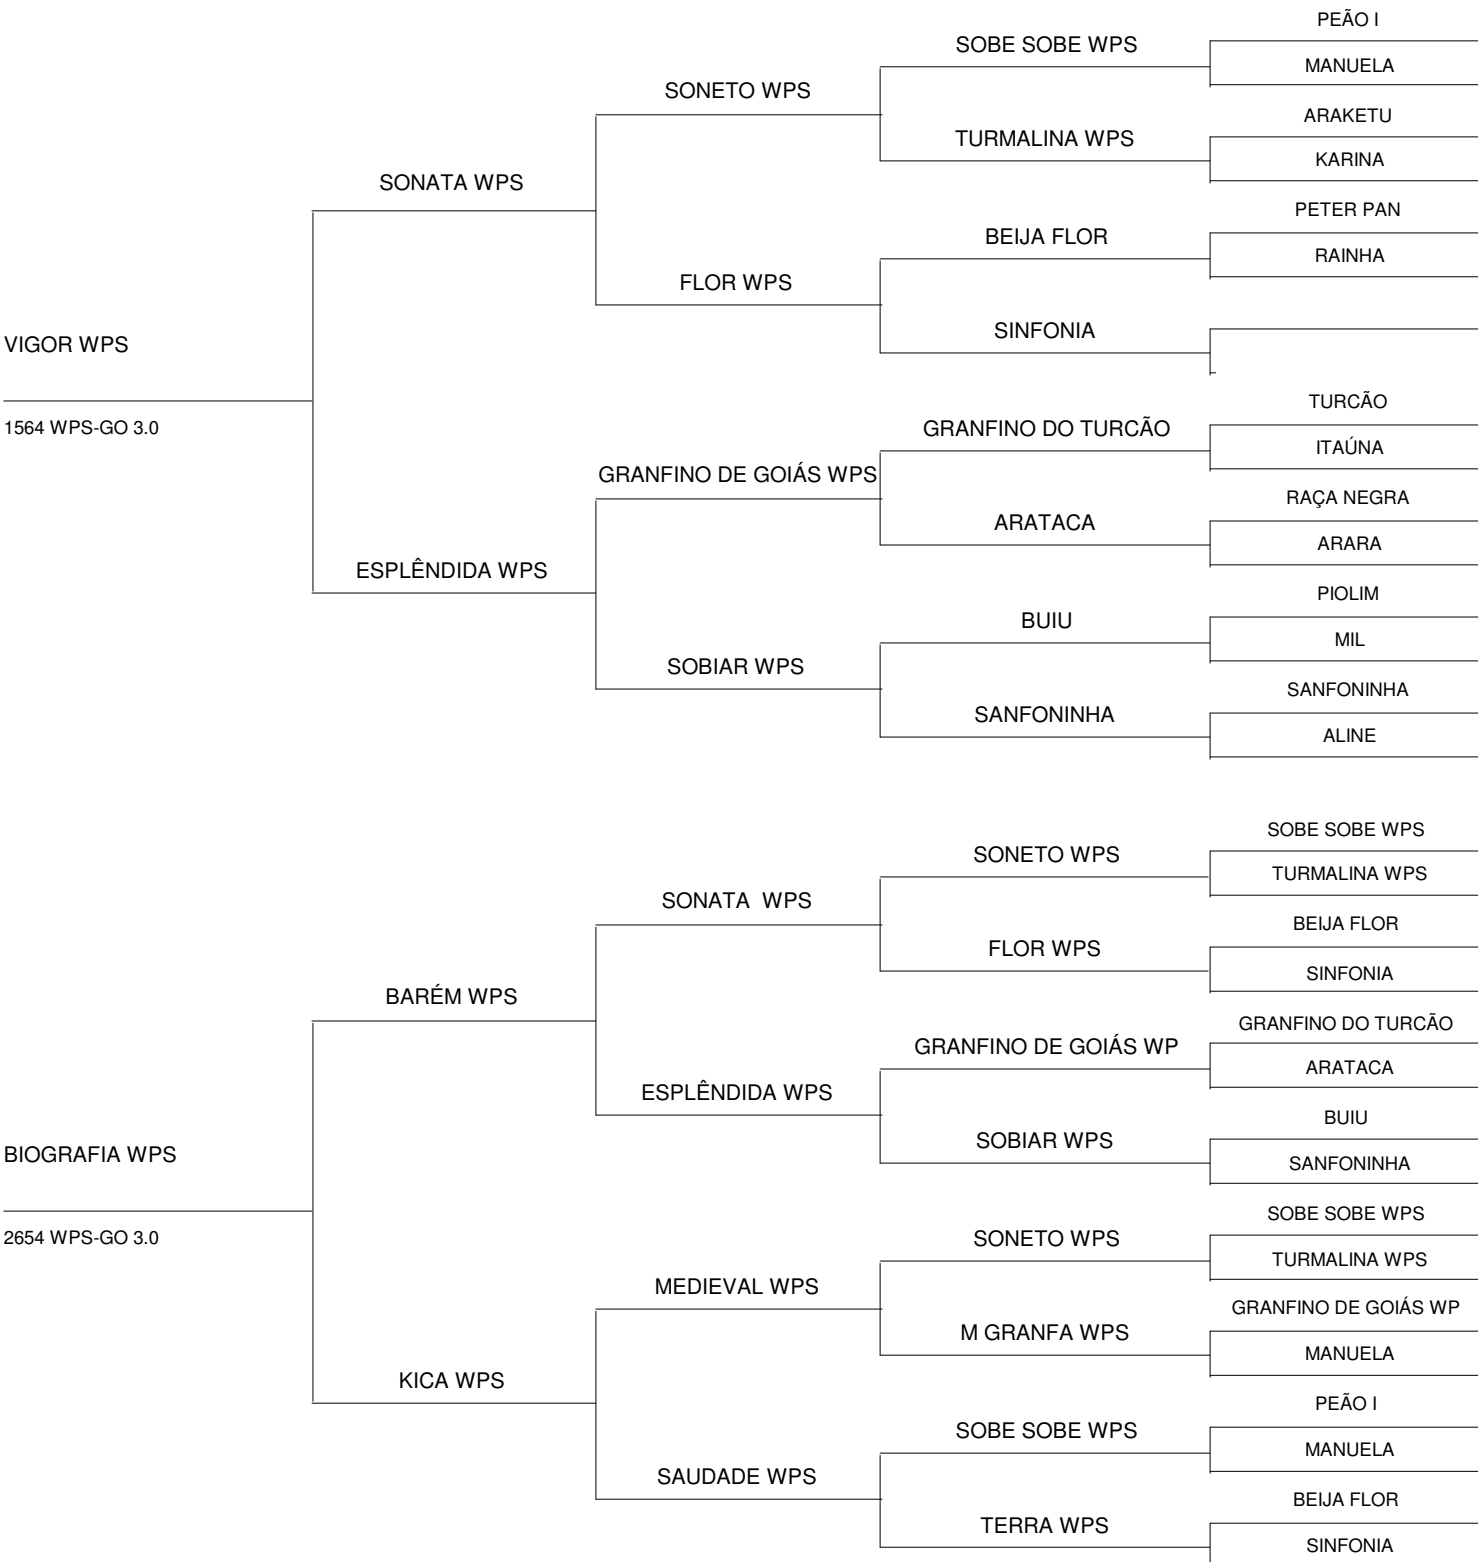 PEÃO I
SOBE SOBE WPS
MANUELA
SONETO WPS
ARAKETU
TURMALINA WPS
KARINA
SONATA WPS
PETER PAN
BEIJA FLOR
RAINHA
FLOR WPS
SINFONIA
VIGOR WPS
TURCÃO
1564 WPS-GO 3.0
GRANFINO DO TURCÃO
ITAÚNA
GRANFINO DE GOIÁS WPS
RAÇA NEGRA
ARATACA
ARARA
ESPLÊNDIDA WPS
PIOLIM
BUIU
MIL
SOBIAR WPS
SANFONINHA
SANFONINHA
ALINE
SOBE SOBE WPS
SONETO WPS
TURMALINA WPS
SONATA  WPS
BEIJA FLOR
FLOR WPS
SINFONIA
BARÉM WPS
GRANFINO DO TURCÃO
GRANFINO DE GOIÁS WP
ARATACA
ESPLÊNDIDA WPS
BUIU
SOBIAR WPS
BIOGRAFIA WPS
SANFONINHA
SOBE SOBE WPS
2654 WPS-GO 3.0
SONETO WPS
TURMALINA WPS
MEDIEVAL WPS
GRANFINO DE GOIÁS WP
M GRANFA WPS
MANUELA
KICA WPS
PEÃO I
SOBE SOBE WPS
MANUELA
SAUDADE WPS
BEIJA FLOR
TERRA WPS
SINFONIA